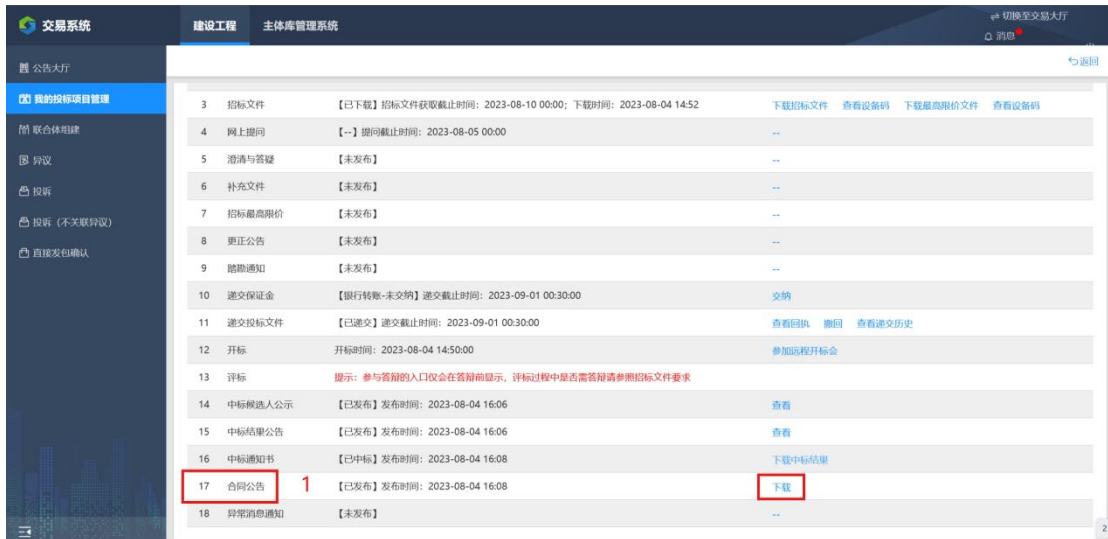 交易系统
建设工程 主体库管理系统
切换至交易大厅
消息
公告大厅
返回
我的投标项目管理
联合体组建
异议
投诉
投诉（不关联异议）
直接发包确认
3 招标文件 【已下载】招标文件获取截止时间：2023-08-10 00:00；下载时间：2023-08-04 14:52 下载招标文件 查看设备码 下载最高限价文件 查看设备码
4 网上提问 【--】提问截止时间：2023-08-05 00:00 --
5 澄清与答疑 【未发布】 --
6 补充文件 【未发布】 --
7 招标最高限价 【未发布】 --
8 更正公告 【未发布】 --
9 踏勘通知 【未发布】 --
10 递交保证金 【银行转账-未交纳】递交截止时间：2023-09-01 00:30:00 交纳
11 递交投标文件 【已递交】递交截止时间：2023-09-01 00:30:00 查看回执 撤回 查看递交历史
12 开标 开标时间：2023-08-04 14:50:00 参加远程开标会
13 评标 提示：参与答辩的入口仅会在答辩前显示，评标过程中是否需答辩请参照招标文件要求
14 中标候选人公示 【已发布】发布时间：2023-08-04 16:06 查看
15 中标结果公告 【已发布】发布时间：2023-08-04 16:06 查看
16 中标通知书 【已中标】发布时间：2023-08-04 16:08 下载中标结果
17 合同公告 1 【已发布】发布时间：2023-08-04 16:08 下载
18 异常消息通知 【未发布】 --
2